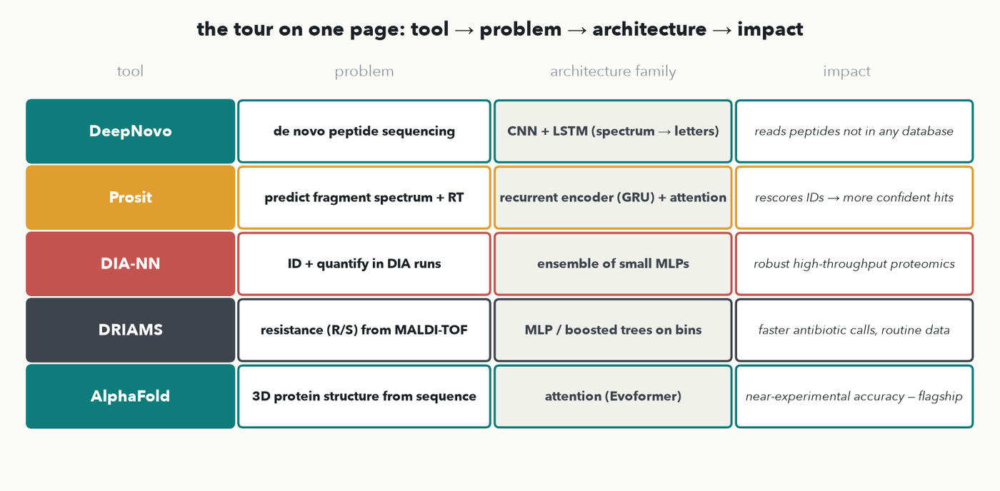 the tour on one page: tool → problem → architecture → impact
tool problem architecture family impact
DeepNovo de novo peptide sequencing CNN + LSTM (spectrum → letters) reads peptides not in any database
Prosit predict fragment spectrum + RT recurrent encoder (GRU) + attention rescores IDs → more confident hits
DIA-NN ID + quantify in DIA runs ensemble of small MLPs robust high-throughput proteomics
DRIAMS resistance (R/S) from MALDI-TOF MLP / boosted trees on bins faster antibiotic calls, routine data
AlphaFold 3D protein structure from sequence attention (Evoformer) near-experimental accuracy — flagship